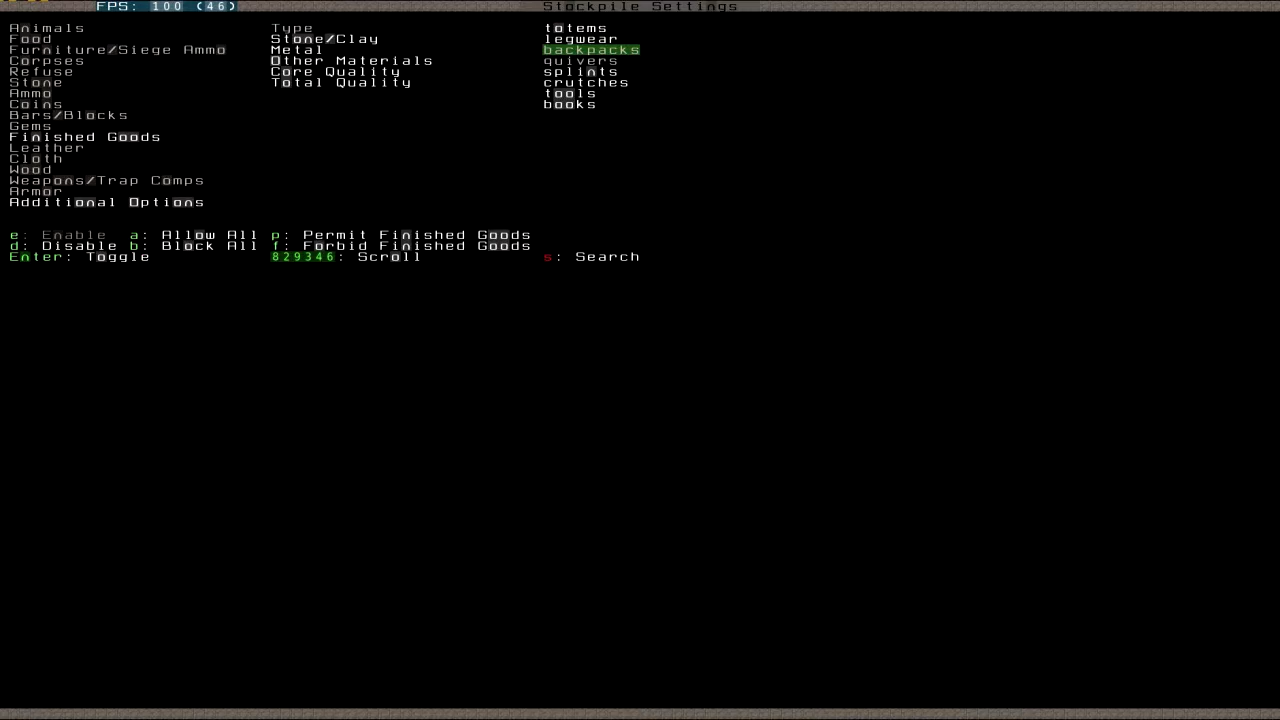 FPS: 100 (46)
Stockpile Settings
Animals
Food
Furniture/Siege Ammo
Corpses
Refuse
Stone
Ammo
Coins
Bars/Blocks
Gems
Finished Goods
Leather
Cloth
Wood
Weapons/Trap Comps
Armor
Additional Options
Type
Stone/Clay
Metal
Other Materials
Core Quality
Total Quality
totems
legwear
backpacks
quivers
splints
crutches
tools
books
e: Enable a: Allow All p: Permit Finished Goods
d: Disable b: Block All f: Forbid Finished Goods
Enter: Toggle 829346: Scroll s: Search